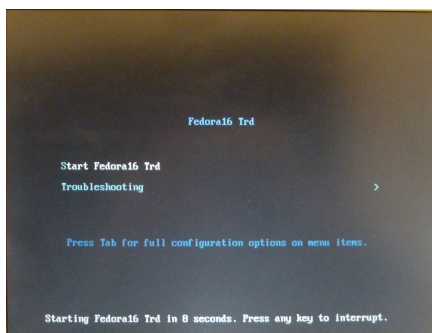 Fedora16 Trd
Start Fedora16 Trd
Troubleshooting >
Press Tab for full configuration options on menu items.
Starting Fedora16 Trd in 8 seconds. Press any key to interrupt.